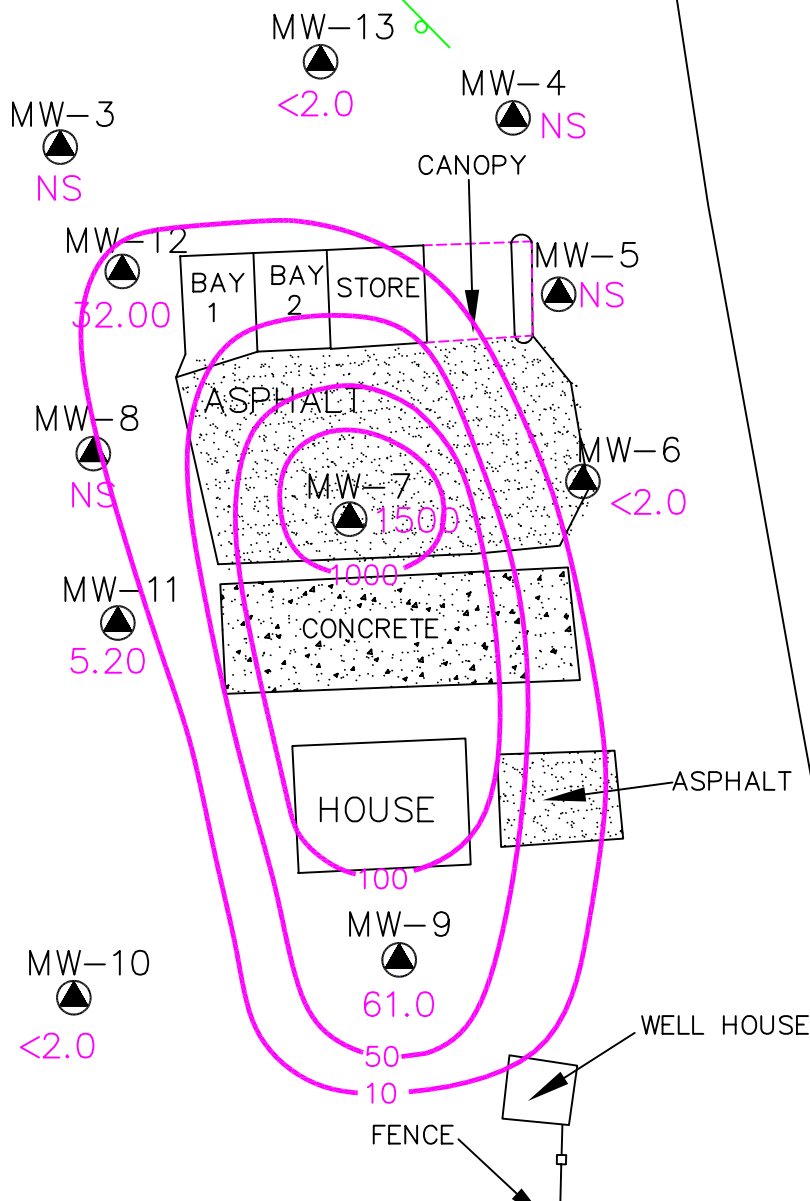 MW-13
<2.0
MW-4
NS
MW-3
NS
CANOPY
MW-12
32.00
BAY
1
BAY
2
STORE
MW-5
NS
ASPHALT
MW-8
NS
MW-6
<2.0
MW-7
1500
1000
MW-11
5.20
CONCRETE
HOUSE
ASPHALT
100
MW-9
61.0
MW-10
<2.0
WELL HOUSE
50
10
FENCE